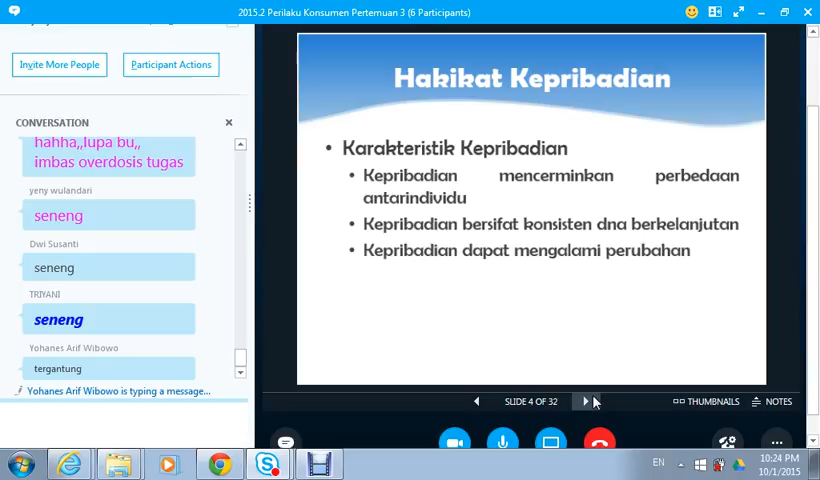 2015.2 Perilaku Konsumen Pertemuan 3 (6 Participants)
Invite More People
Participant Actions
CONVERSATION
hahha,,lupa bu,,
imbas overdosis tugas
yeny wulandari
seneng
Dwi Susanti
seneng
TRIYANI
seneng
Yohanes Arif Wibowo
tergantung
Yohanes Arif Wibowo is typing a message...
Hakikat Kepribadian
• Karakteristik Kepribadian
• Kepribadian mencerminkan perbedaan
antarindividu
• Kepribadian bersifat konsisten dna berkelanjutan
• Kepribadian dapat mengalami perubahan
SLIDE 4 OF 32
THUMBNAILS
NOTES
EN
10:24 PM
10/1/2015